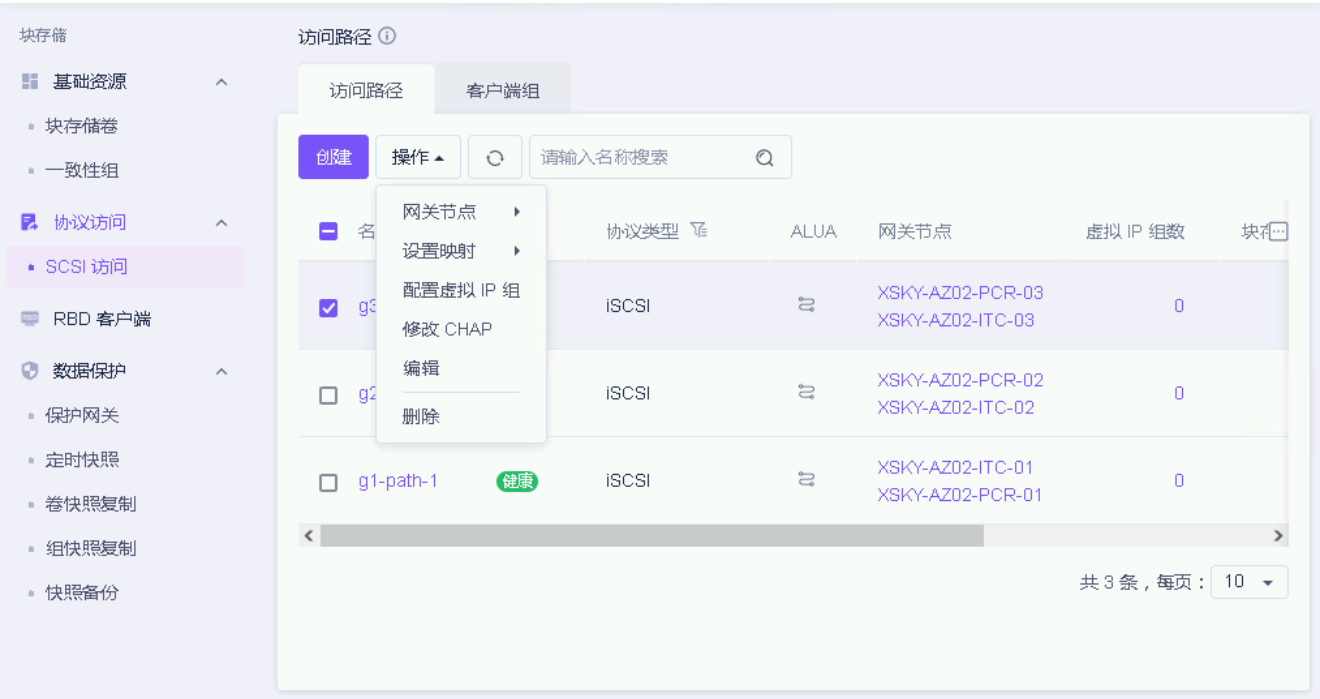 块存储
基础资源
块存储卷
一致性组
协议访问
SCSI 访问
RBD 客户端
数据保护
保护网关
定时快照
卷快照复制
组快照复制
快照备份
访问路径
访问路径 客户端组
创建 操作 请输入名称搜索
网关节点
设置映射
配置虚拟 IP 组
修改 CHAP
编辑
删除
名 协议类型 ALUA 网关节点 虚拟 IP 组数
g3 iSCSI XSKY-AZ02-PCR-03 0
XSKY-AZ02-ITC-03
g2 iSCSI XSKY-AZ02-PCR-02 0
XSKY-AZ02-ITC-02
g1-path-1 健康 iSCSI XSKY-AZ02-ITC-01 0
XSKY-AZ02-PCR-01
共 3 条，每页： 10